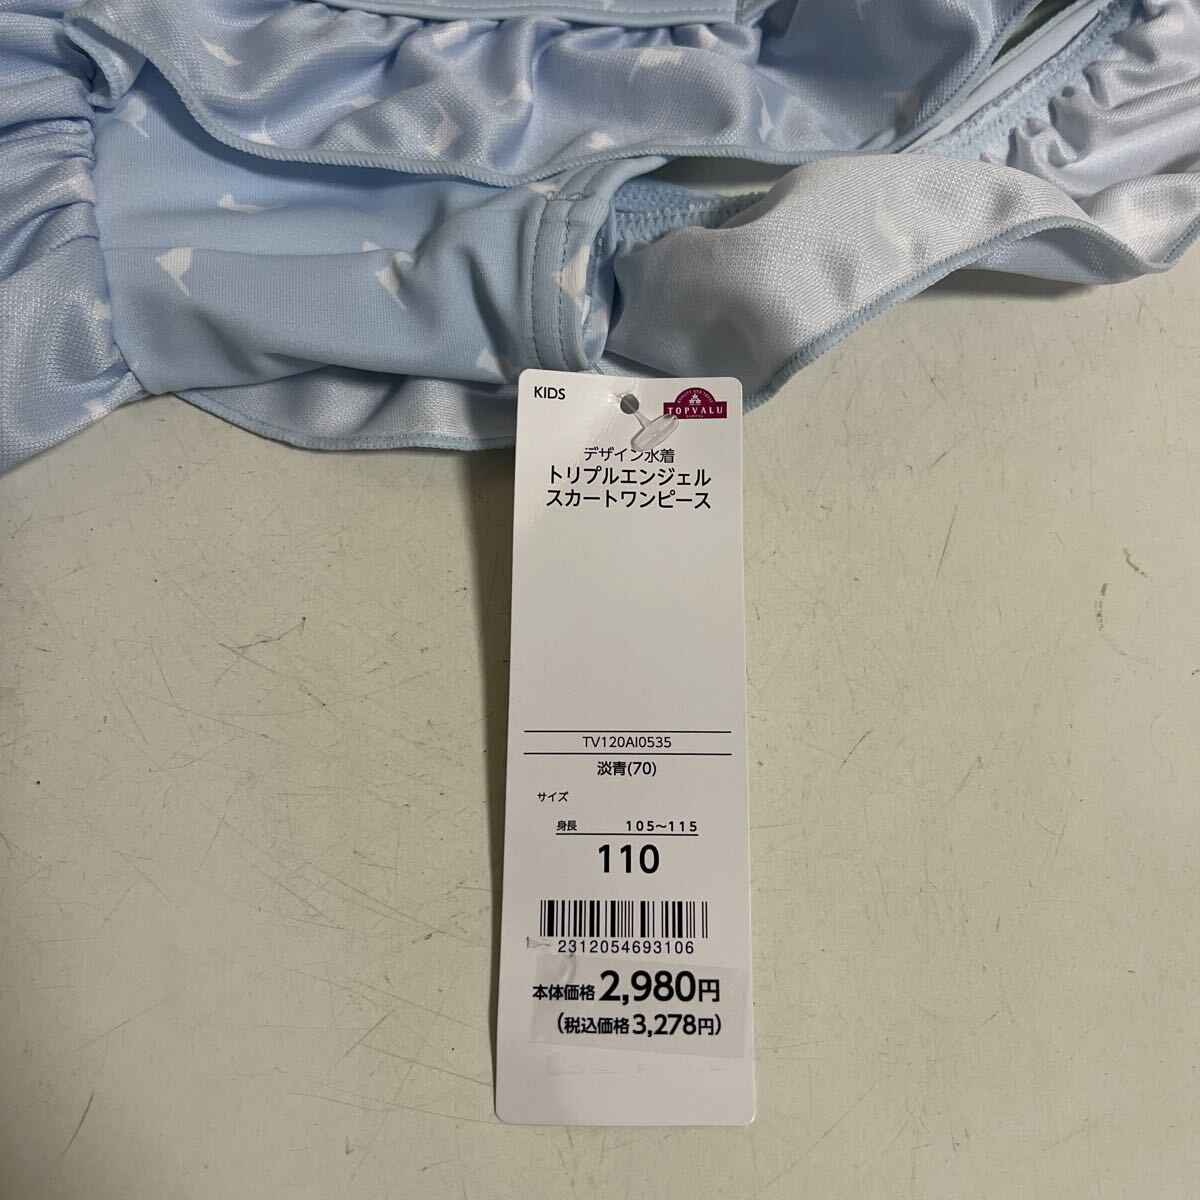 KIDS
TOPVALU
デザイン水着
トリプルエンジェル
スカートワンピース
TV120AI0535
淡青(70)
サイズ
身長 105〜115
110
2312054693106
本体価格 2,980円
(税込価格 3,278円)